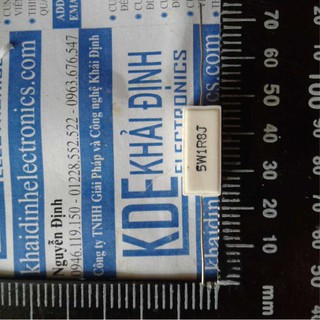 khaidinhelectronics.com
KDE KHẢI ĐỊNH
ELECTRONICS
Công ty TNHH Giải Pháp và Công nghệ Khải Định
Nguyễn Định
0946.119.150 - 01228.552.522 - 0963.676.547
khaidinhelectronics.com
5W1R8J
70 60 50 40 30 20 10 mm